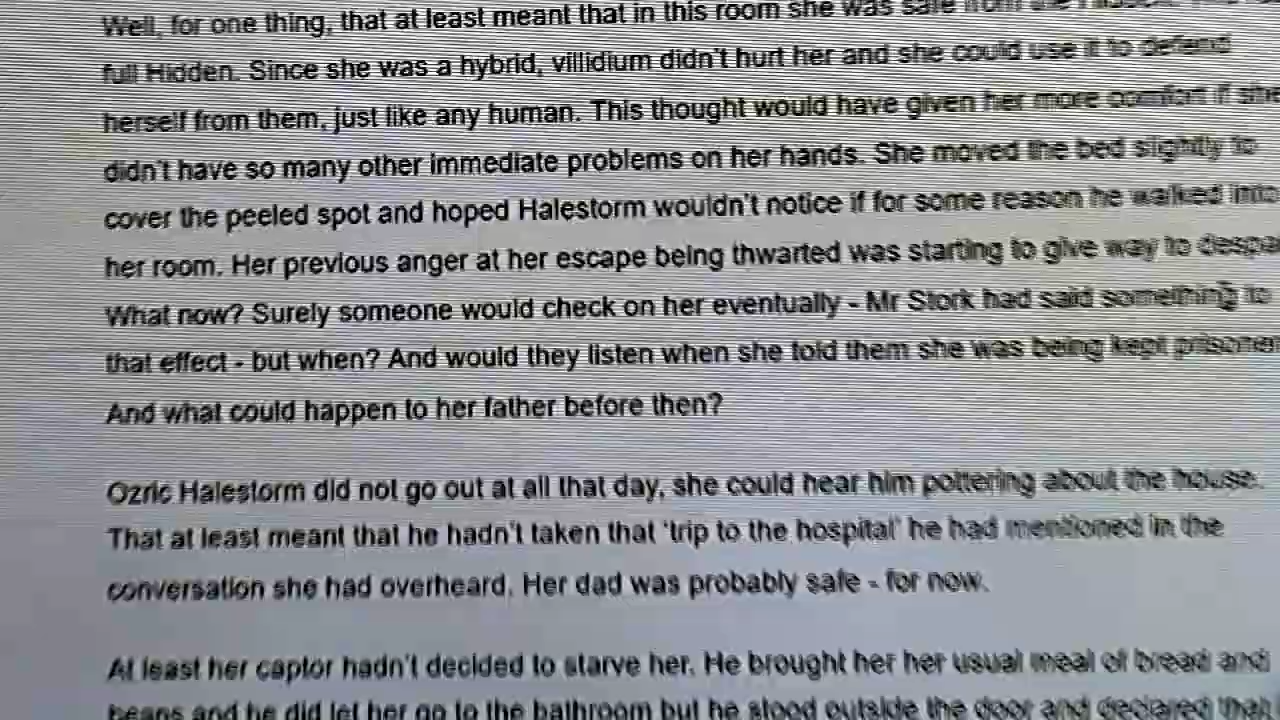 Well, for one thing, that at least meant that in this room she was safe from the
full Hidden. Since she was a hybrid, villidium didn't hurt her and she could use it to defend
herself from them, just like any human. This thought would have given her more comfort if she
didn't have so many other immediate problems on her hands. She moved the bed slightly to
cover the peeled spot and hoped Halestorm wouldn't notice if for some reason he walked into
her room. Her previous anger at her escape being thwarted was starting to give way to
What now? Surely someone would check on her eventually - Mr Stork had said something to
that effect - but when? And would they listen when she told them she was being kept prisoner
And what could happen to her father before then?
Ozric Halestorm did not go out at all that day, she could hear him pottering about the house.
That at least meant that he hadn't taken that 'trip to the hospital' he had mentioned in the
conversation she had overheard. Her dad was probably safe - for now.
At least her captor hadn't decided to starve her. He brought her her usual meal of bread and
beans and he did let her go to the bathroom but he stood outside the door and declared that